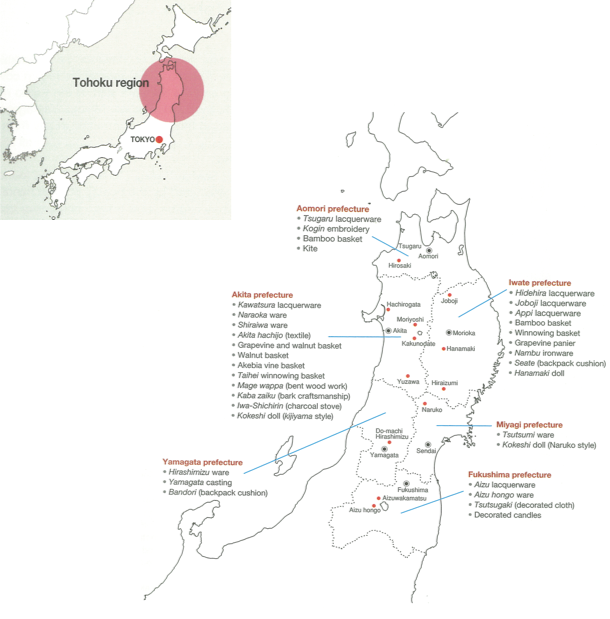 Tohoku region
TOKYO
Aomori prefecture
• Tsugaru lacquerware
• Kogin embroidery
• Bamboo basket
• Kite
Tsugaru
Aomori
Hirosaki
Akita prefecture
• Kawatsura lacquerware
• Naraoka ware
• Shiraiwa ware
• Akita hachijo (textile)
• Grapevine and walnut basket
• Walnut basket
• Akebia vine basket
• Taihei winnowing basket
• Mage wappa (bent wood work)
• Kaba zaiku (bark craftsmanship)
• Iwa-Shichirin (charcoal stove)
• Kokeshi doll (kijiyama style)
Hachirogata
Moriyoshi
Akita
Kakunodate
Yuzawa
Iwate prefecture
• Hidehira lacquerware
• Joboji lacquerware
• Appi lacquerware
• Bamboo basket
• Winnowing basket
• Grapevine panier
• Nambu ironware
• Seate (backpack cushion)
• Hanamaki doll
Joboji
Morioka
Hanamaki
Hiraizumi
Miyagi prefecture
• Tsutsumi ware
• Kokeshi doll (Naruko style)
Naruko
Sendai
Yamagata prefecture
• Hirashimizu ware
• Yamagata casting
• Bandori (backpack cushion)
Do-machi
Hirashimizu
Yamagata
Fukushima prefecture
• Aizu lacquerware
• Aizu hongo ware
• Tsutsugaki (decorated cloth)
• Decorated candles
Fukushima
Aizuwakamatsu
Aizu hongo